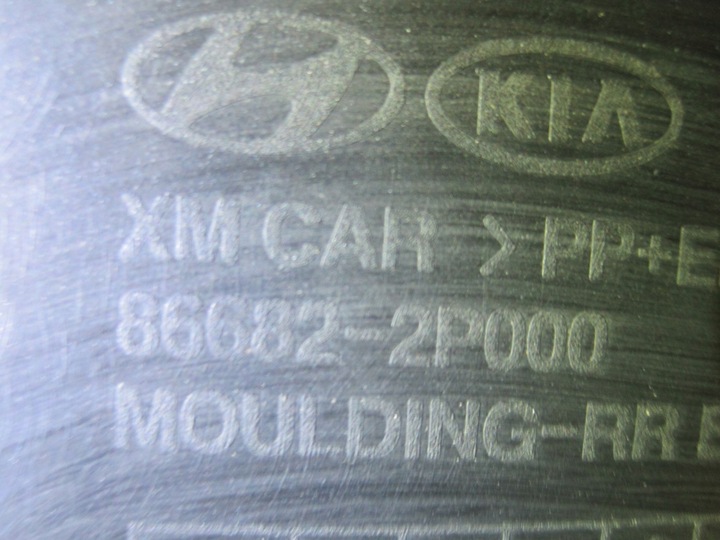 KIA
XM CAR >PP+E
86682-2P000
MOULDING-RR